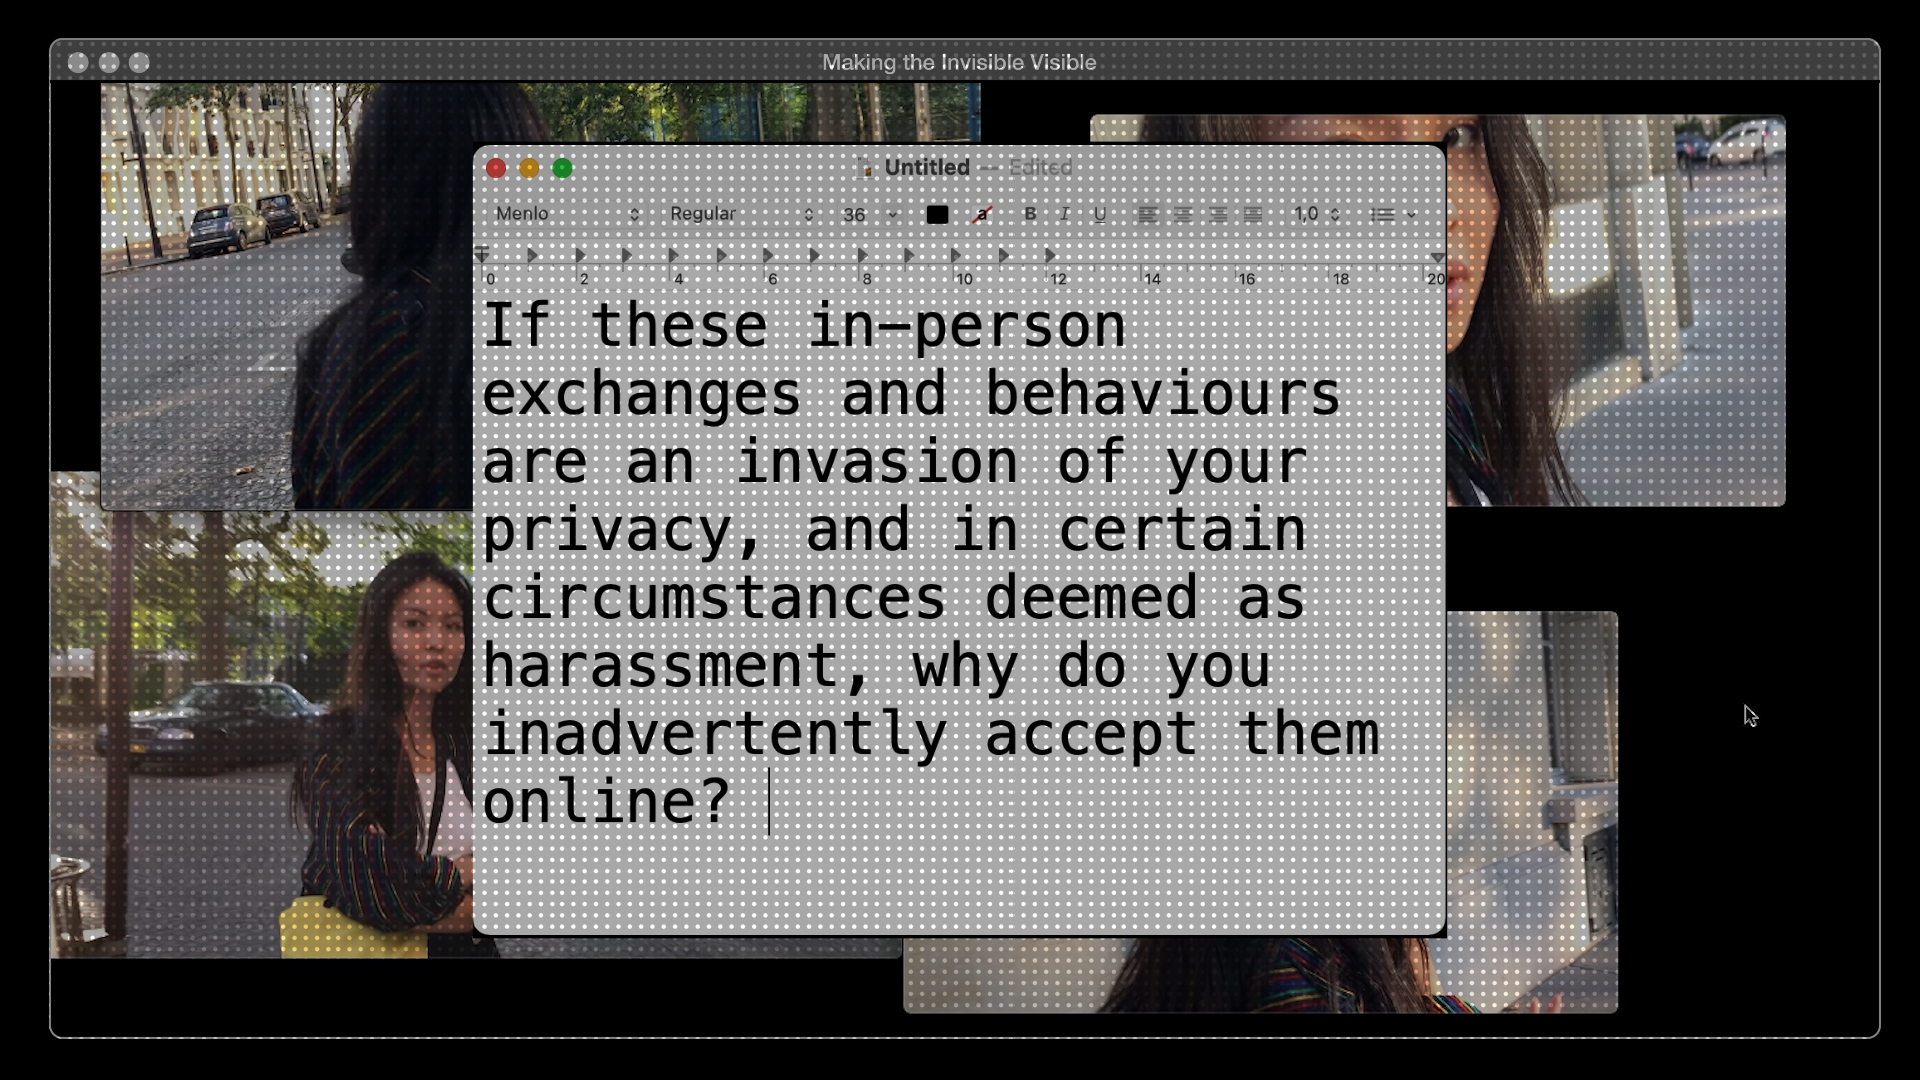 Making the Invisible Visible
Untitled — Edited
Menlo Regular 36 a B I U 1,0
0 2 4 6 8 10 12 14 16 18 20
If these in-person
exchanges and behaviours
are an invasion of your
privacy, and in certain
circumstances deemed as
harassment, why do you
inadvertently accept them
online?